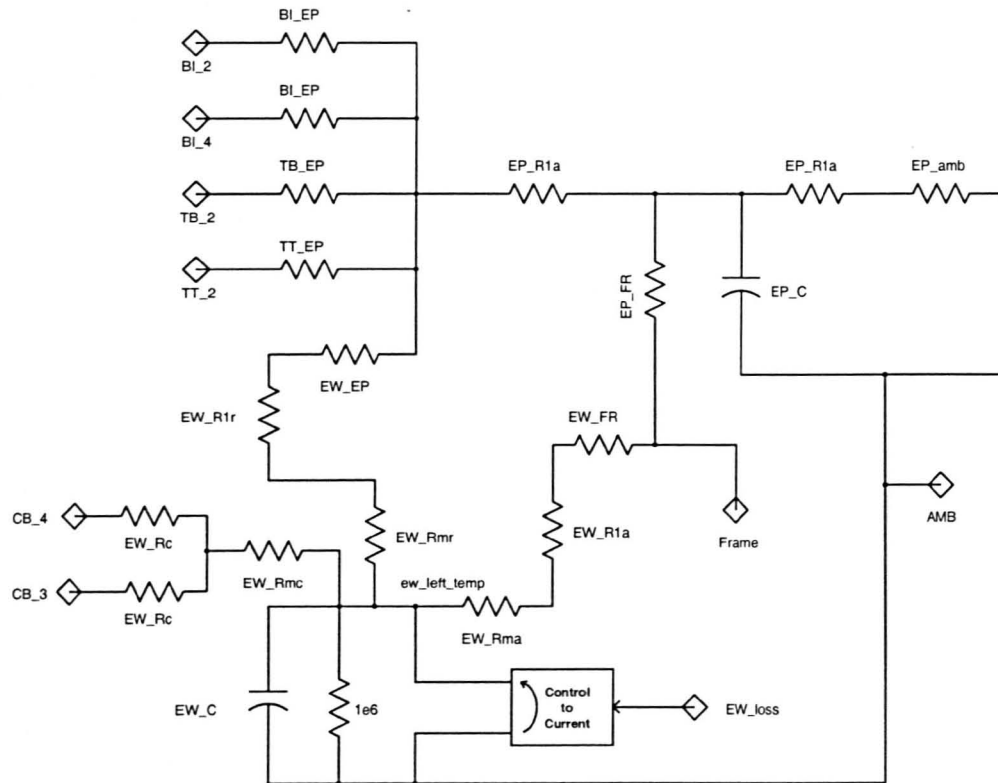 BI_EP
BI_2
BI_EP
BI_4
TB_EP
EP_R1a
EP_R1a
EP_amb
TB_2
TT_EP
TT_2
EP_FR
EP_C
EW_EP
EW_R1r
EW_FR
CB_4
EW_Rc
EW_Rmr
EW_R1a
Frame
AMB
EW_Rmc
ew_left_temp
CB_3
EW_Rc
EW_Rma
EW_C
1e6
Control
to
Current
EW_loss